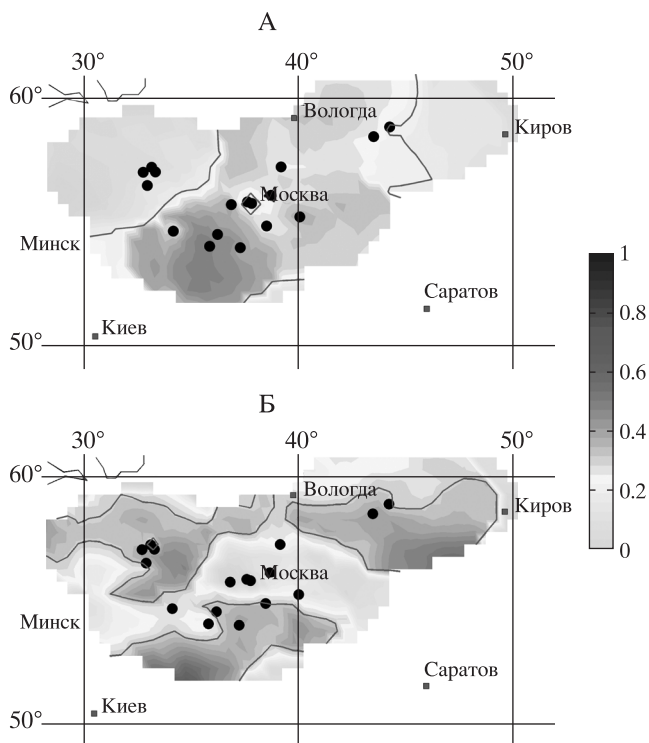 А
30° 40° 50°
60°
Вологда
Киров
Москва
Минск
Саратов
Киев
50°
1
0.8
0.6
0.4
0.2
0
Б
30° 40° 50°
60°
Вологда
Киров
Москва
Минск
Саратов
Киев
50°